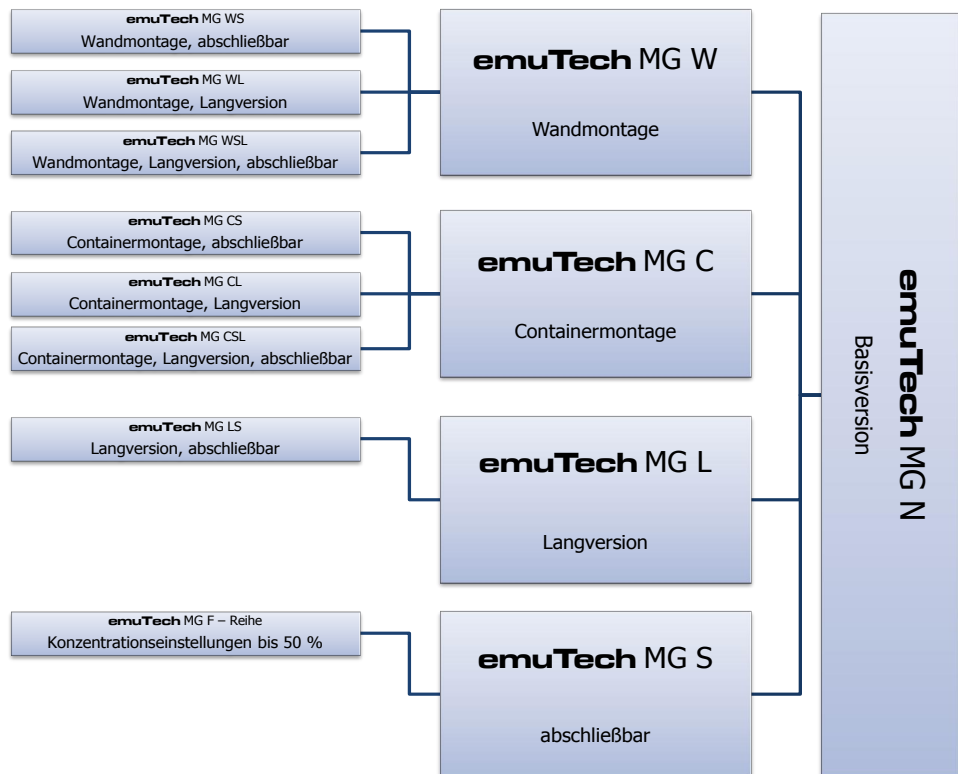 emuTech MG WS
Wandmontage, abschließbar
emuTech MG WL
Wandmontage, Langversion
emuTech MG WSL
Wandmontage, Langversion, abschließbar
emuTech MG W
Wandmontage
emuTech MG CS
Containermontage, abschließbar
emuTech MG CL
Containermontage, Langversion
emuTech MG CSL
Containermontage, Langversion, abschließbar
emuTech MG C
Containermontage
emuTech MG LS
Langversion, abschließbar
emuTech MG L
Langversion
emuTech MG F – Reihe
Konzentrationseinstellungen bis 50 %
emuTech MG S
abschließbar
emuTech MG N
Basisversion